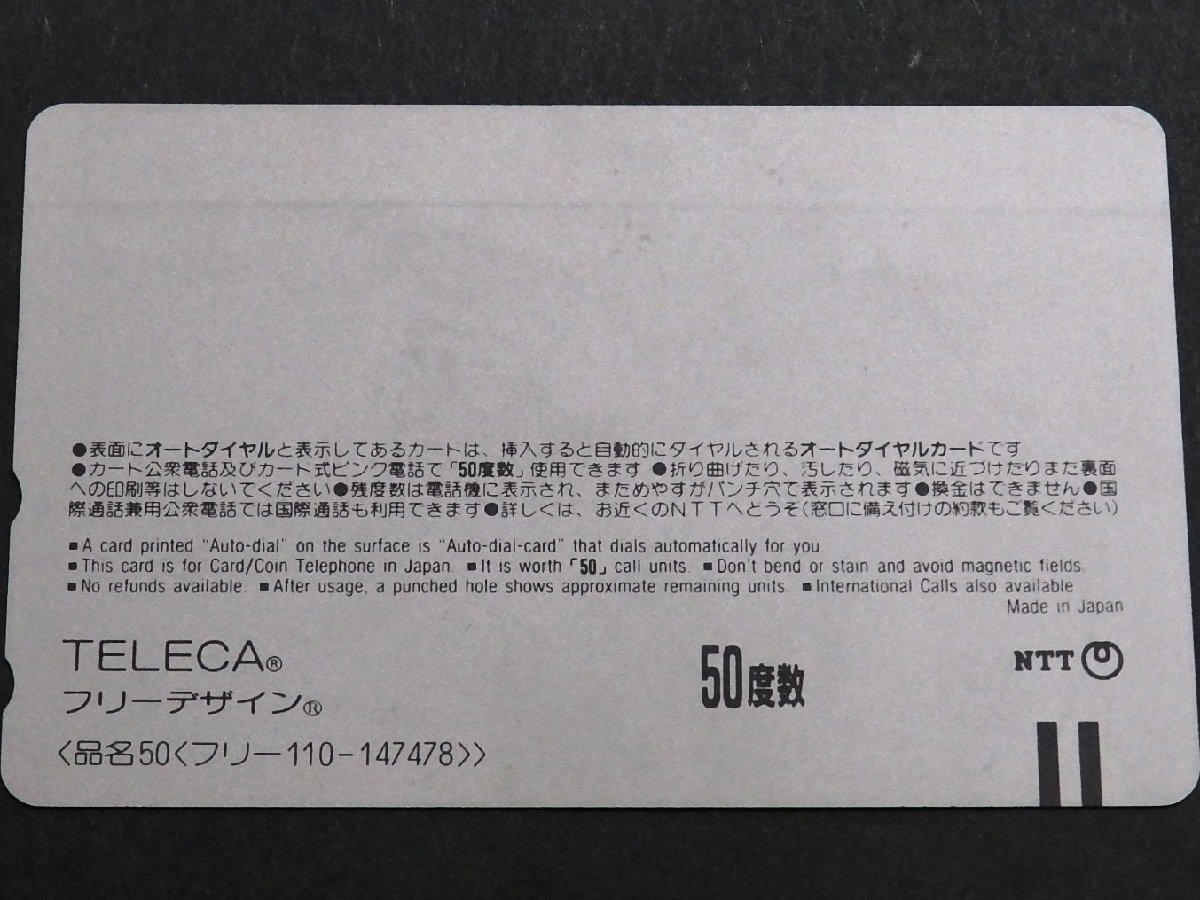 ●表面にオートダイヤルと表示してあるカードは、挿入すると自動的にダイヤルされるオートダイヤルカードです
●カード公衆電話及びカード式ピンク電話で「50度数」使用できます ●折り曲げたり、汚したり、磁気に近づけたりまた裏面
への印刷等はしないでください●残度数は電話機に表示され、まためやすがパンチ穴で表示されます●換金はできません●国
際通話兼用公衆電話では国際通話も利用できます●詳しくは、お近くのNTTへどうぞ(窓口に備え付けの約款もご覧ください)
■A card printed "Auto-dial" on the surface is "Auto-dial-card" that dials automatically for you.
■This card is for Card/Coin Telephone in Japan. ■It is worth「50」call units. ■Don't bend or stain and avoid magnetic fields.
■No refunds available. ■After usage, a punched hole shows approximate remaining units. ■International Calls also available
Made in Japan
TELECA®
フリーデザイン®
50度数
NTT
〈品名50〈フリー110-147478〉〉